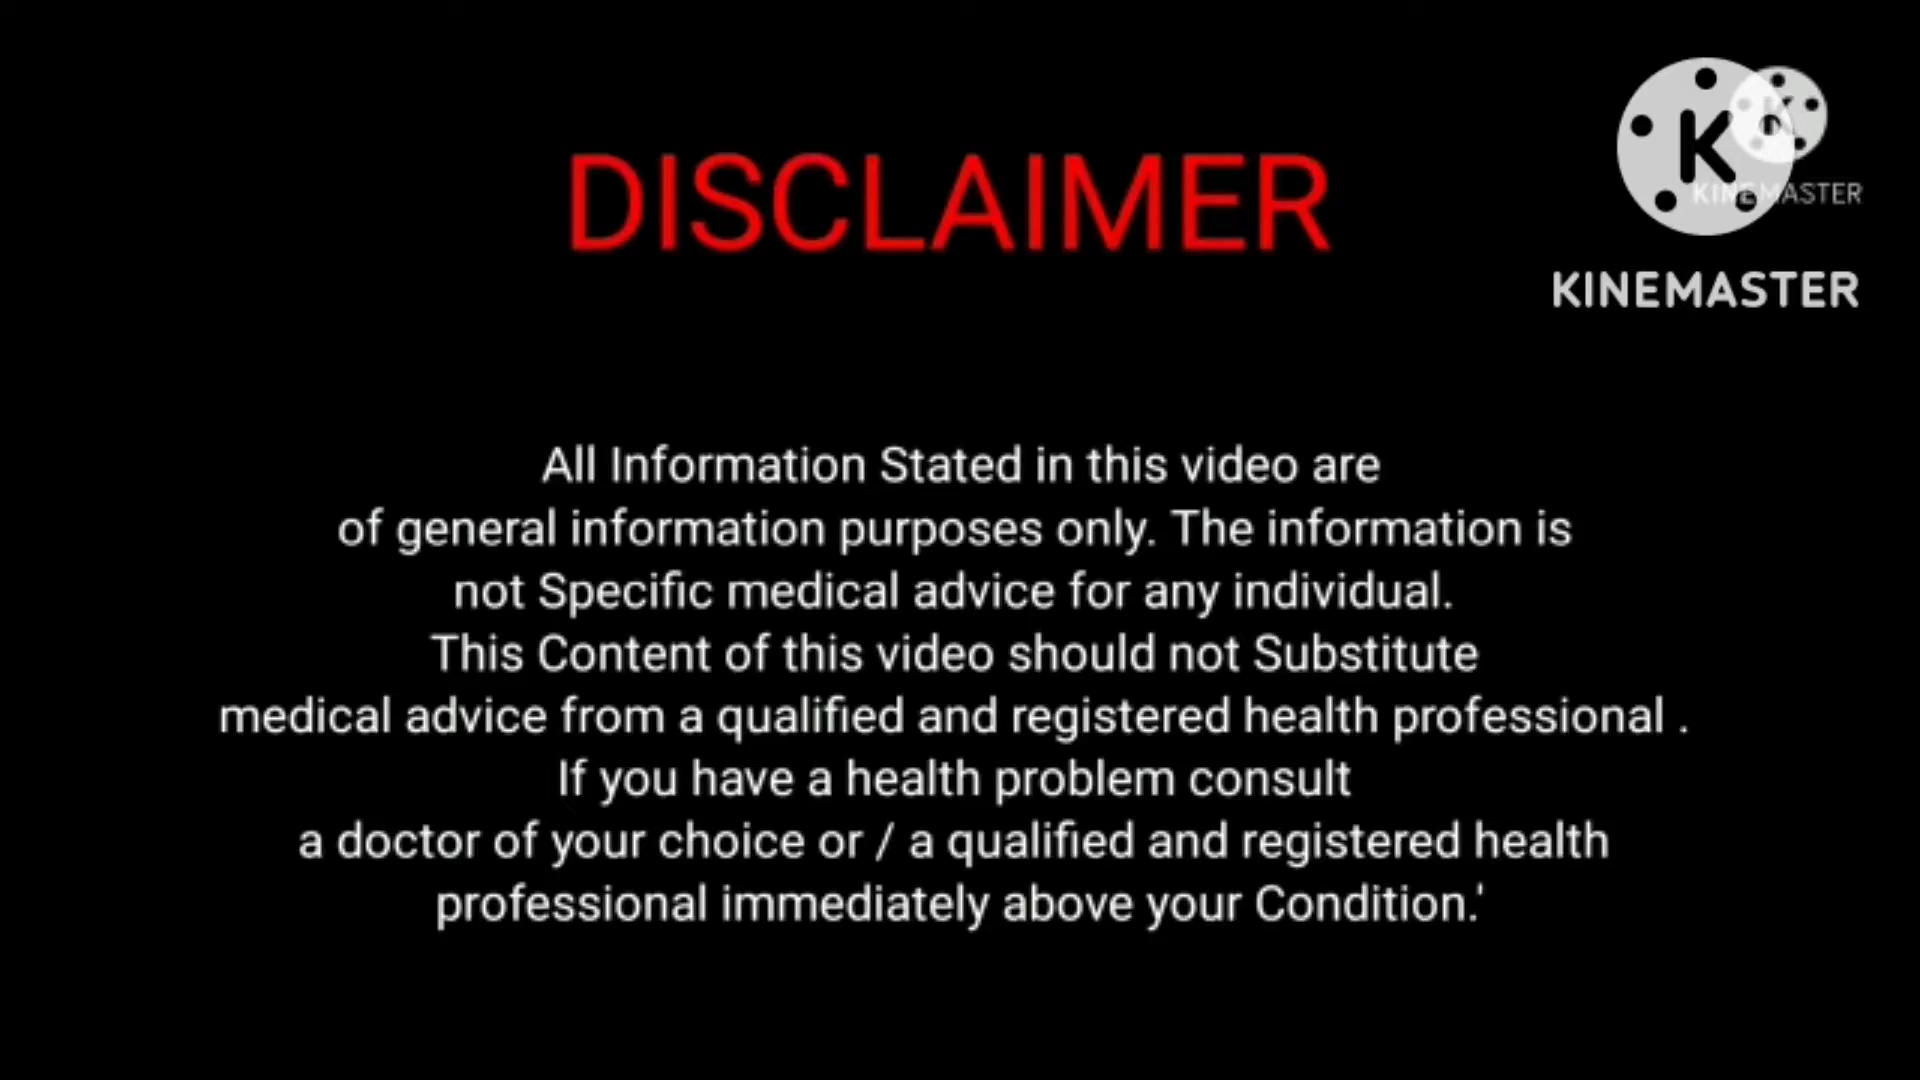 DISCLAIMER
K
K
KINEMASTER
KINEMASTER
All Information Stated in this video are
of general information purposes only. The information is
not Specific medical advice for any individual.
This Content of this video should not Substitute
medical advice from a qualified and registered health professional .
If you have a health problem consult
a doctor of your choice or / a qualified and registered health
professional immediately above your Condition.'